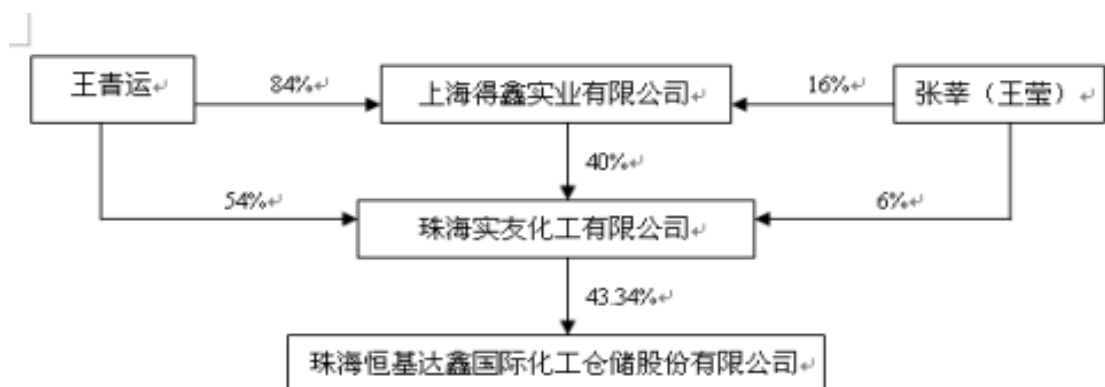 王青运
84%
上海得鑫实业有限公司
16%
张莘（王莹）
40%
54%
6%
珠海实友化工有限公司
43.34%
珠海恒基达鑫国际化工仓储股份有限公司